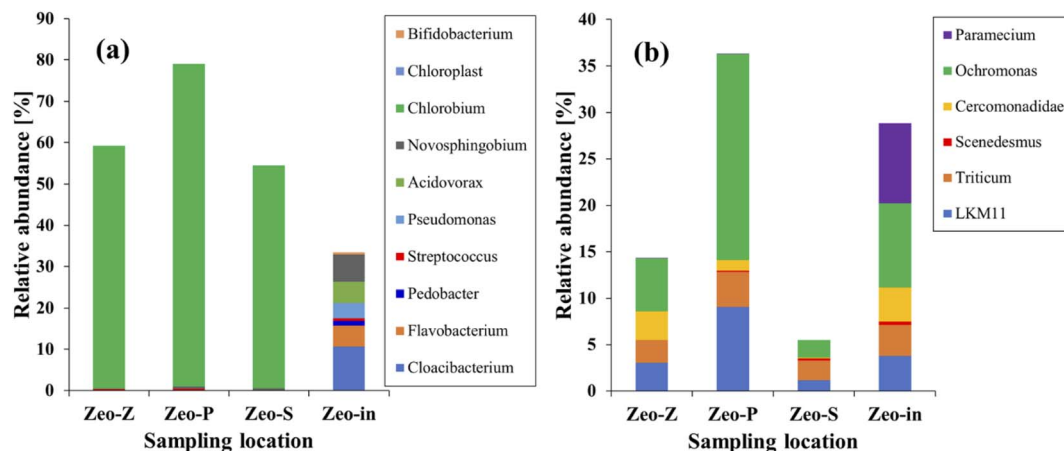 (a)
Relative abundance [%]
90
80
70
60
50
40
30
20
10
0
Zeo-Z Zeo-P Zeo-S Zeo-in
Sampling location
Bifidobacterium
Chloroplast
Chlorobium
Novosphingobium
Acidovorax
Pseudomonas
Streptococcus
Pedobacter
Flavobacterium
Cloacibacterium
(b)
Relative abundance [%]
40
35
30
25
20
15
10
5
0
Zeo-Z Zeo-P Zeo-S Zeo-in
Sampling location
Paramecium
Ochromonas
Cercomonadidae
Scenedesmus
Triticum
LKM11